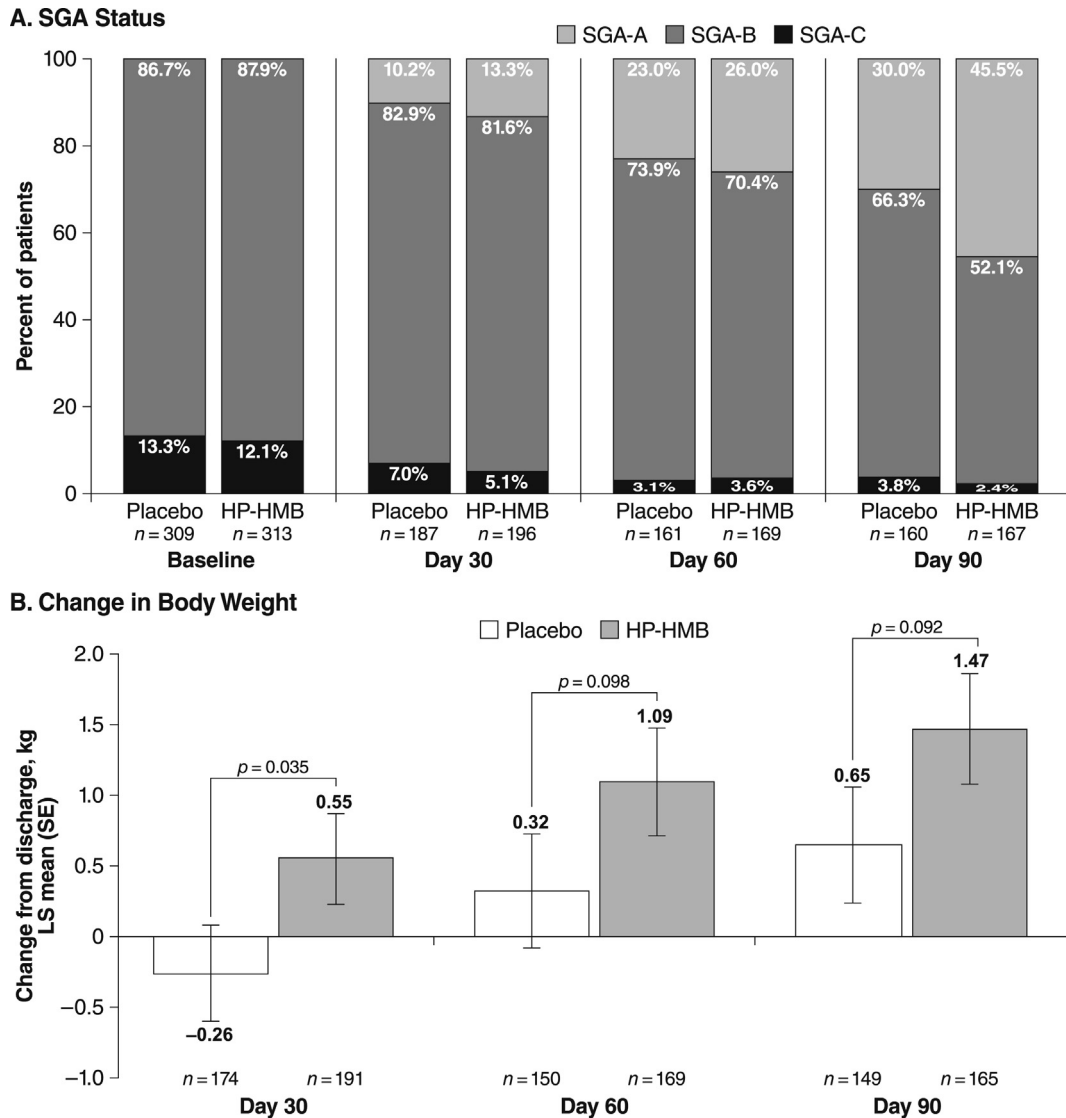 A. SGA Status
SGA-A SGA-B SGA-C
Percent of patients
100
80
60
40
20
0
86.7% 87.9% 10.2% 13.3% 23.0% 26.0% 30.0% 45.5%
82.9% 81.6% 73.9% 70.4% 66.3% 52.1%
13.3% 12.1% 7.0% 5.1% 3.1% 3.6% 3.8% 2.4%
Placebo HP-HMB Placebo HP-HMB Placebo HP-HMB Placebo HP-HMB
n = 309 n = 313 n = 187 n = 196 n = 161 n = 169 n = 160 n = 167
Baseline Day 30 Day 60 Day 90
B. Change in Body Weight
Placebo HP-HMB
Change from discharge, kg
LS mean (SE)
2.0
1.5
1.0
0.5
0
–0.5
–1.0
p = 0.035
–0.26
0.55
p = 0.098
0.32
1.09
p = 0.092
0.65
1.47
n = 174 n = 191 n = 150 n = 169 n = 149 n = 165
Day 30 Day 60 Day 90